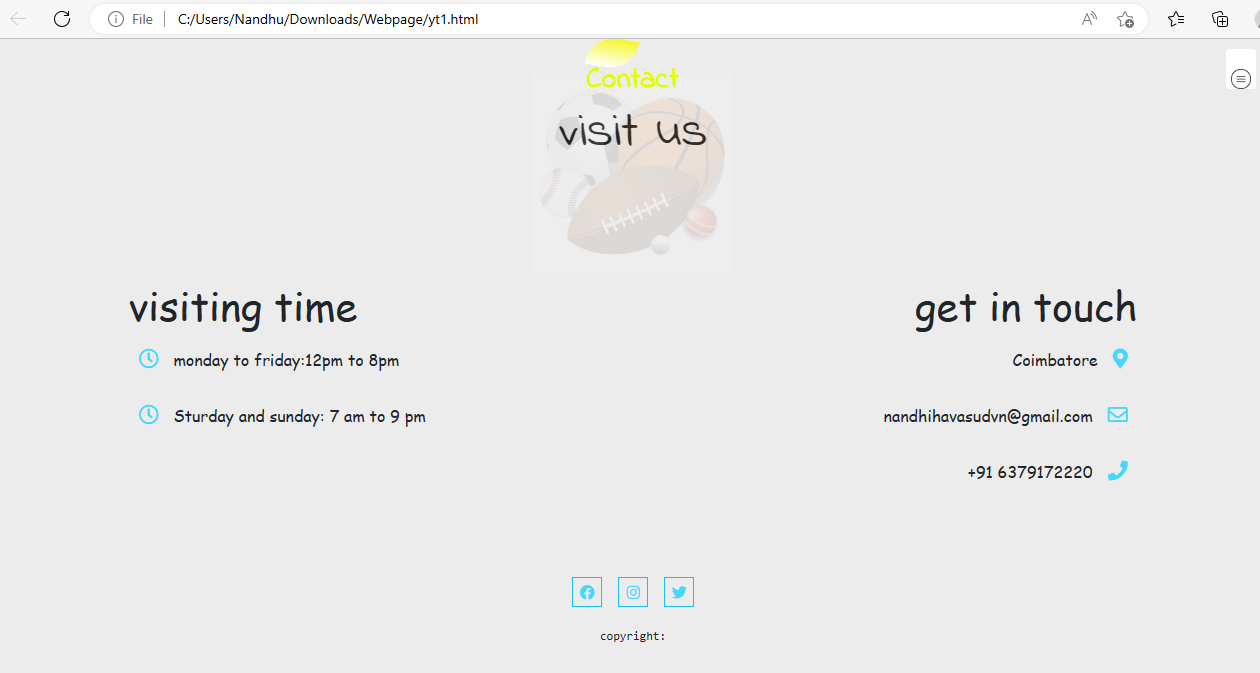 File
C:/Users/Nandhu/Downloads/Webpage/yt1.html
Contact
visit us
visiting time
monday to friday:12pm to 8pm
Sturday and sunday: 7 am to 9 pm
get in touch
Coimbatore
nandhihavasudvn@gmail.com
+91 6379172220
copyright: